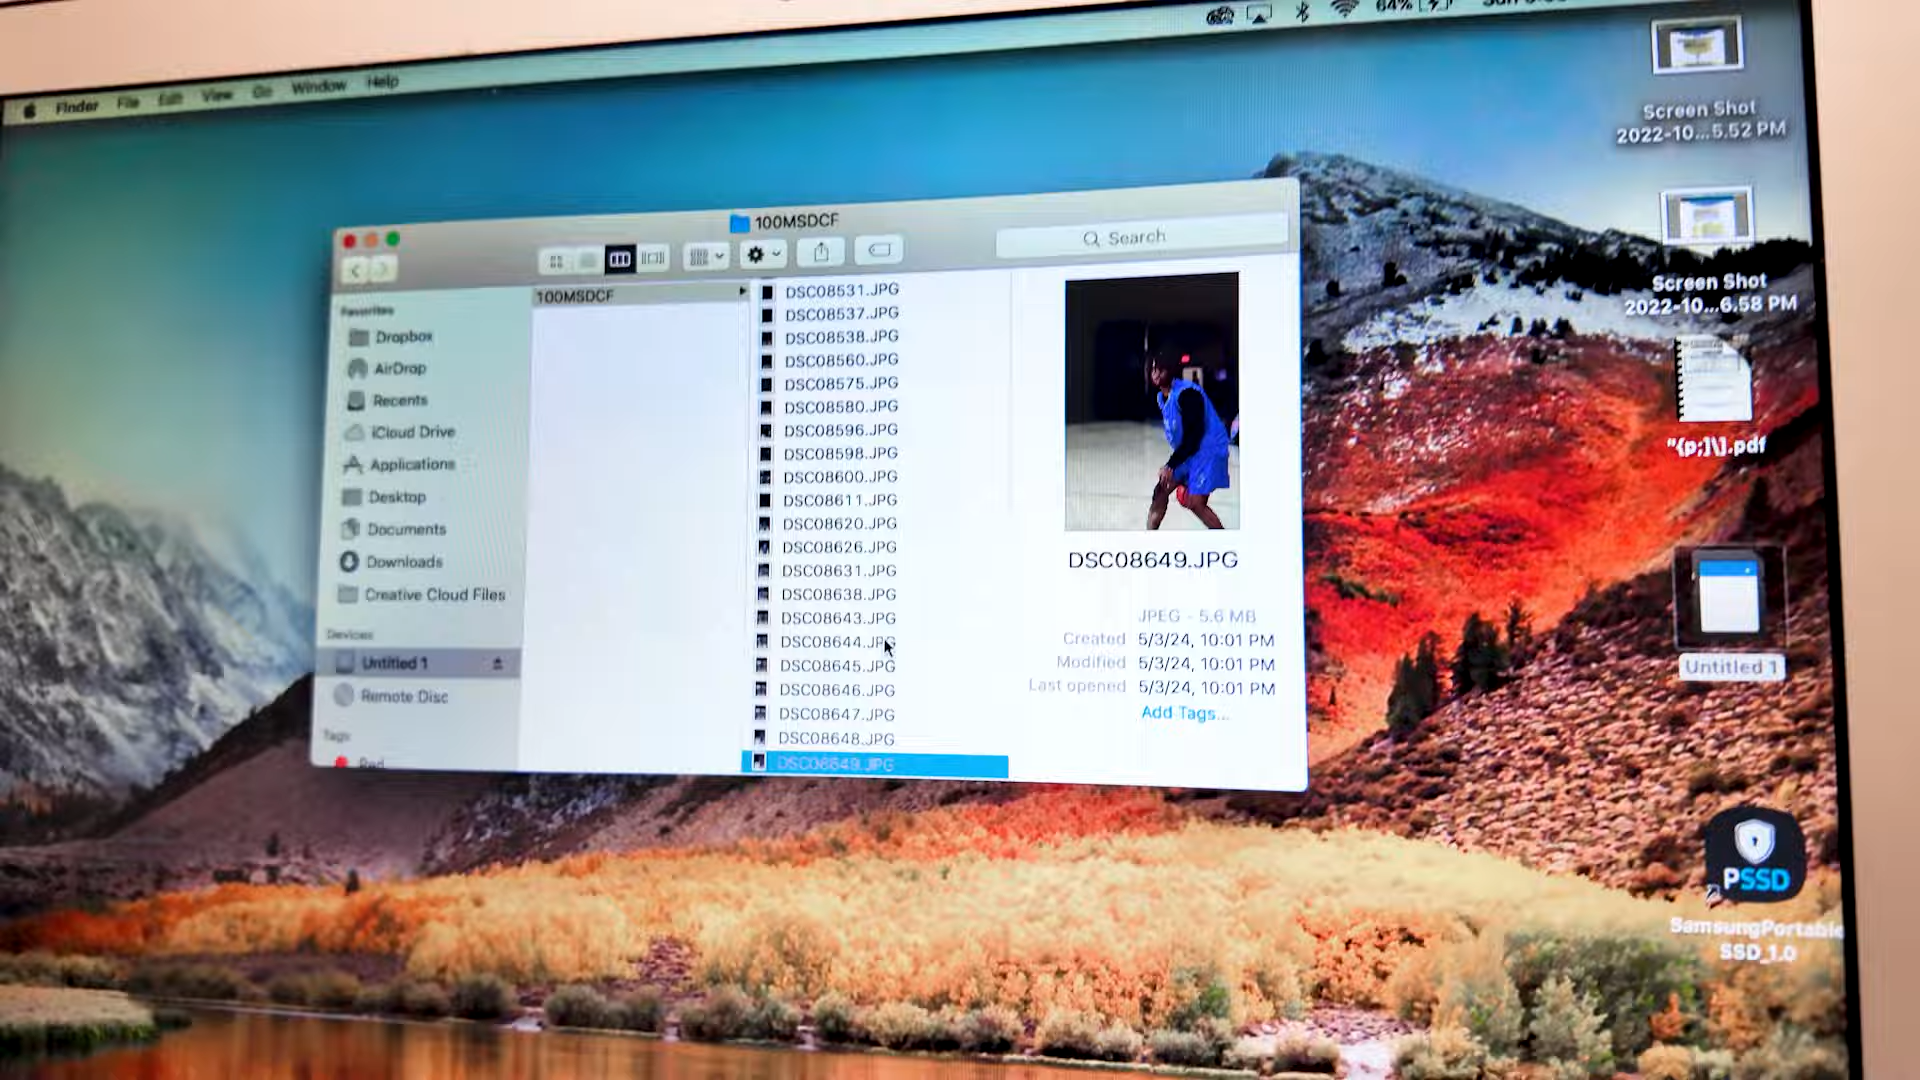 Finder File Edit View Go Window Help
64%
Screen Shot
2022-10...5.52 PM
Screen Shot
2022-10...6.58 PM
"{p;]\].pdf
Untitled 1
PSSD
SamsungPortable
SSD_1.0
100MSDCF
Search
Favorites
Dropbox
AirDrop
Recents
iCloud Drive
Applications
Desktop
Documents
Downloads
Creative Cloud Files
Devices
Untitled 1
Remote Disc
Tags
Red
100MSDCF
DSC08531.JPG
DSC08537.JPG
DSC08538.JPG
DSC08560.JPG
DSC08575.JPG
DSC08580.JPG
DSC08596.JPG
DSC08598.JPG
DSC08600.JPG
DSC08611.JPG
DSC08620.JPG
DSC08626.JPG
DSC08631.JPG
DSC08638.JPG
DSC08643.JPG
DSC08644.JPG
DSC08645.JPG
DSC08646.JPG
DSC08647.JPG
DSC08648.JPG
DSC08649.JPG
DSC08649.JPG
JPEG - 5.6 MB
Created 5/3/24, 10:01 PM
Modified 5/3/24, 10:01 PM
Last opened 5/3/24, 10:01 PM
Add Tags...